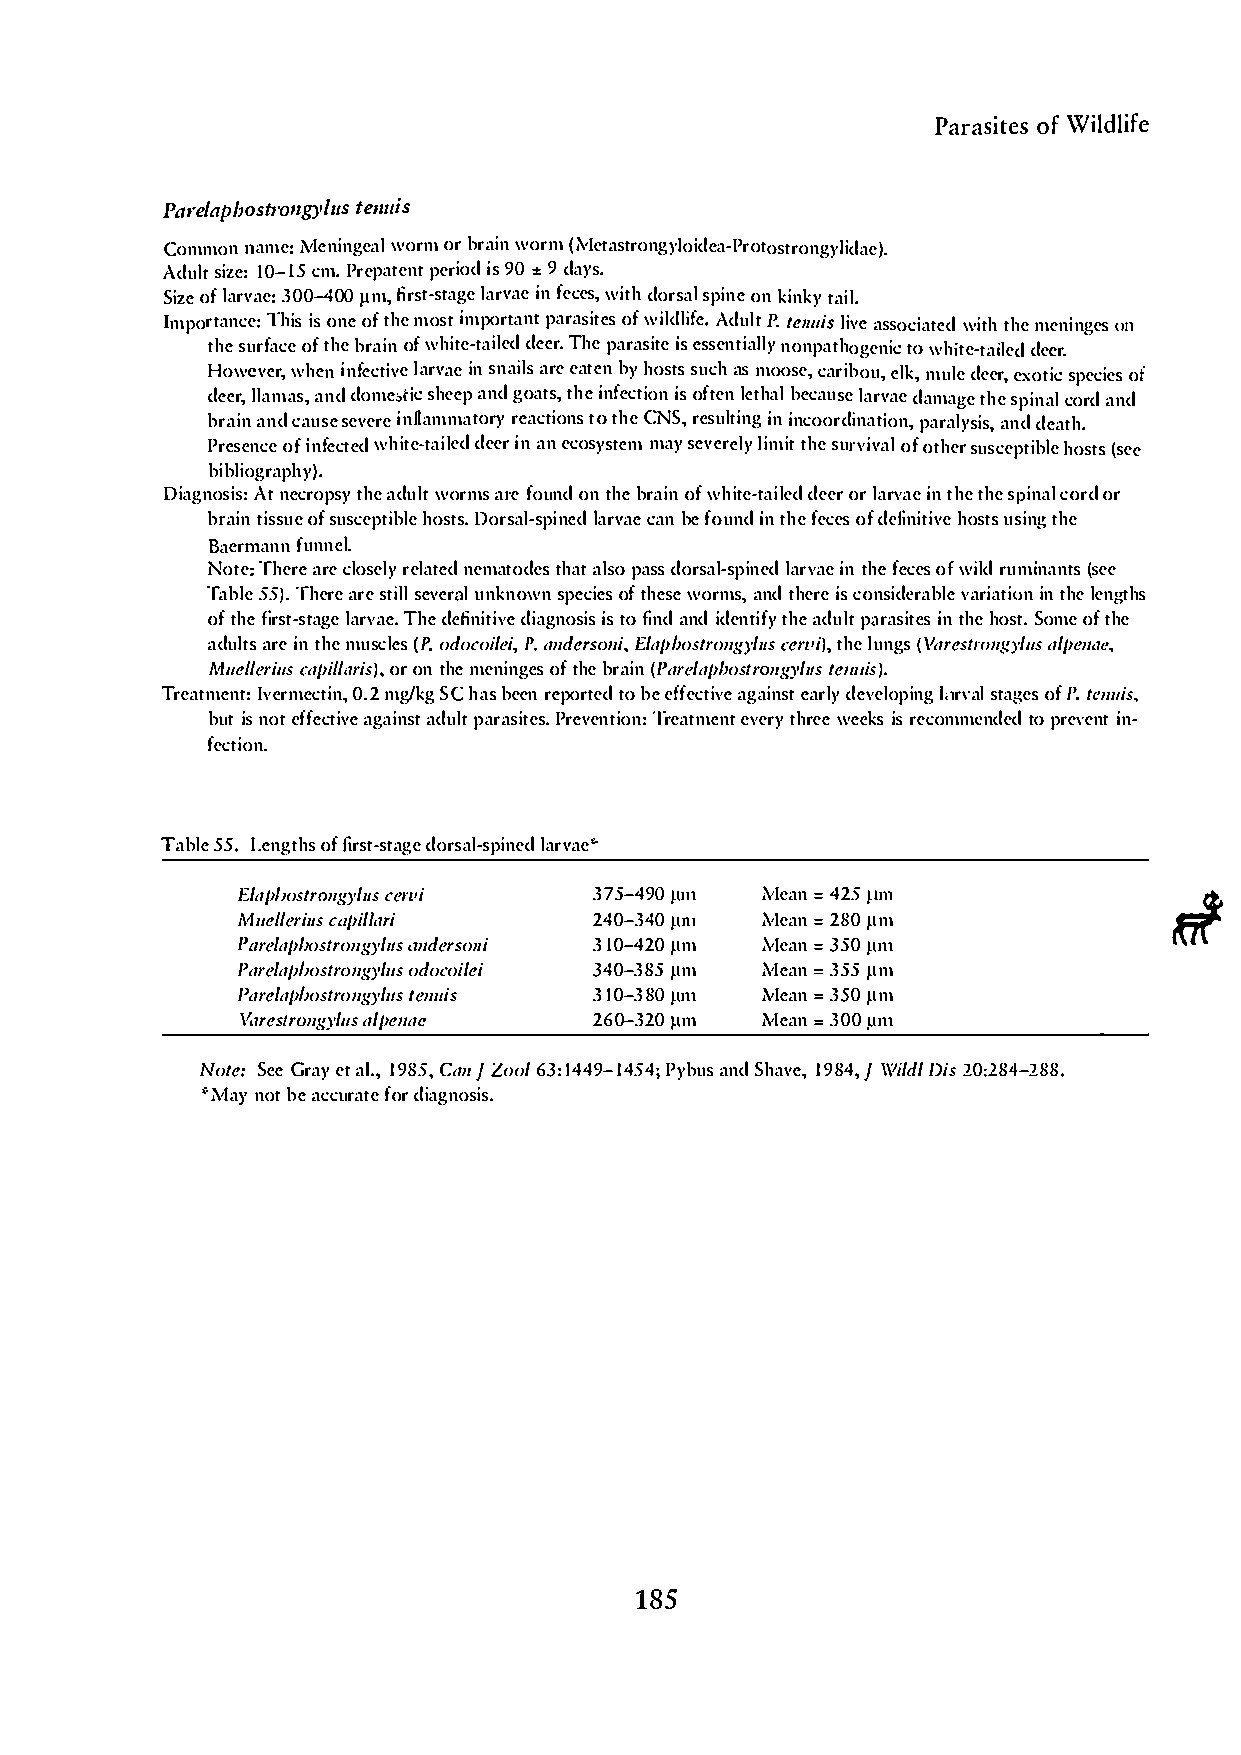 Parasites of Wildlife
Parelaphostrongylus tenuis
Common name: Meningeal worm or brain worm (Metastrongyloidea-Protostrongylidae).
Adult size: 10–15 cm. Prepatent period is 90 ± 9 days.
Size of larvae: 300–400 µm, first-stage larvae in feces, with dorsal spine on kinky tail.
Importance: This is one of the most important parasites of wildlife. Adult P. tenuis live associated with the meninges on
the surface of the brain of white-tailed deer. The parasite is essentially nonpathogenic to white-tailed deer.
However, when infective larvae in snails are eaten by hosts such as moose, caribou, elk, mule deer, exotic species of
deer, llamas, and domestic sheep and goats, the infection is often lethal because larvae damage the spinal cord and
brain and cause severe inflammatory reactions to the CNS, resulting in incoordination, paralysis, and death.
Presence of infected white-tailed deer in an ecosystem may severely limit the survival of other susceptible hosts (see
bibliography).
Diagnosis: At necropsy the adult worms are found on the brain of white-tailed deer or larvae in the the spinal cord or
brain tissue of susceptible hosts. Dorsal-spined larvae can be found in the feces of definitive hosts using the
Baermann funnel.
Note: There are closely related nematodes that also pass dorsal-spined larvae in the feces of wild ruminants (see
Table 55). There are still several unknown species of these worms, and there is considerable variation in the lengths
of the first-stage larvae. The definitive diagnosis is to find and identify the adult parasites in the host. Some of the
adults are in the muscles (P. odocoilei, P. andersoni, Elaphostrongylus cervi), the lungs (Varestrongylus alpenae,
Muellerius capillaris), or on the meninges of the brain (Parelaphostrongylus tenuis).
Treatment: Ivermectin, 0.2 mg/kg SC has been reported to be effective against early developing larval stages of P. tenuis,
but is not effective against adult parasites. Prevention: Treatment every three weeks is recommended to prevent in-
fection.
Table 55. Lengths of first-stage dorsal-spined larvae*
Elaphostrongylus cervi 375–490 µm Mean = 425 µm
Muellerius capillari 240–340 µm Mean = 280 µm
Parelaphostrongylus andersoni 310–420 µm Mean = 350 µm
Parelaphostrongylus odocoilei 340–385 µm Mean = 355 µm
Parelaphostrongylus tenuis 310–380 µm Mean = 350 µm
Varestrongylus alpenae 260–320 µm Mean = 300 µm
Note: See Gray et al., 1985, Can J Zool 63:1449–1454; Pybus and Shave, 1984, J Wildl Dis 20:284–288.
*May not be accurate for diagnosis.
185